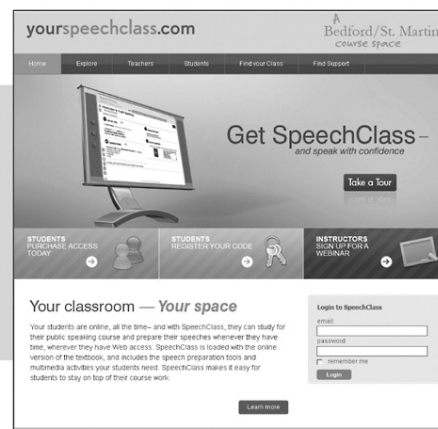 yourspeechclass.com
A
Bedford/St. Martin
course space
Home Explore Teachers Students Find your Class Find Support
Get SpeechClass–
and speak with confidence
Take a Tour
STUDENTS
PURCHASE ACCESS
TODAY
STUDENTS
REGISTER YOUR CODE
INSTRUCTORS
SIGN UP FOR A
WEBINAR
Your classroom — Your space
Your students are online, all the time– and with SpeechClass, they can study for
their public speaking course and prepare their speeches whenever they have
time, wherever they have Web access. SpeechClass is loaded with the online
version of the textbook, and includes the speech preparation tools and
multimedia activities your students need. SpeechClass makes it easy for
students to stay on top of their course work.
Learn more
Login to SpeechClass
email
password
remember me
Login